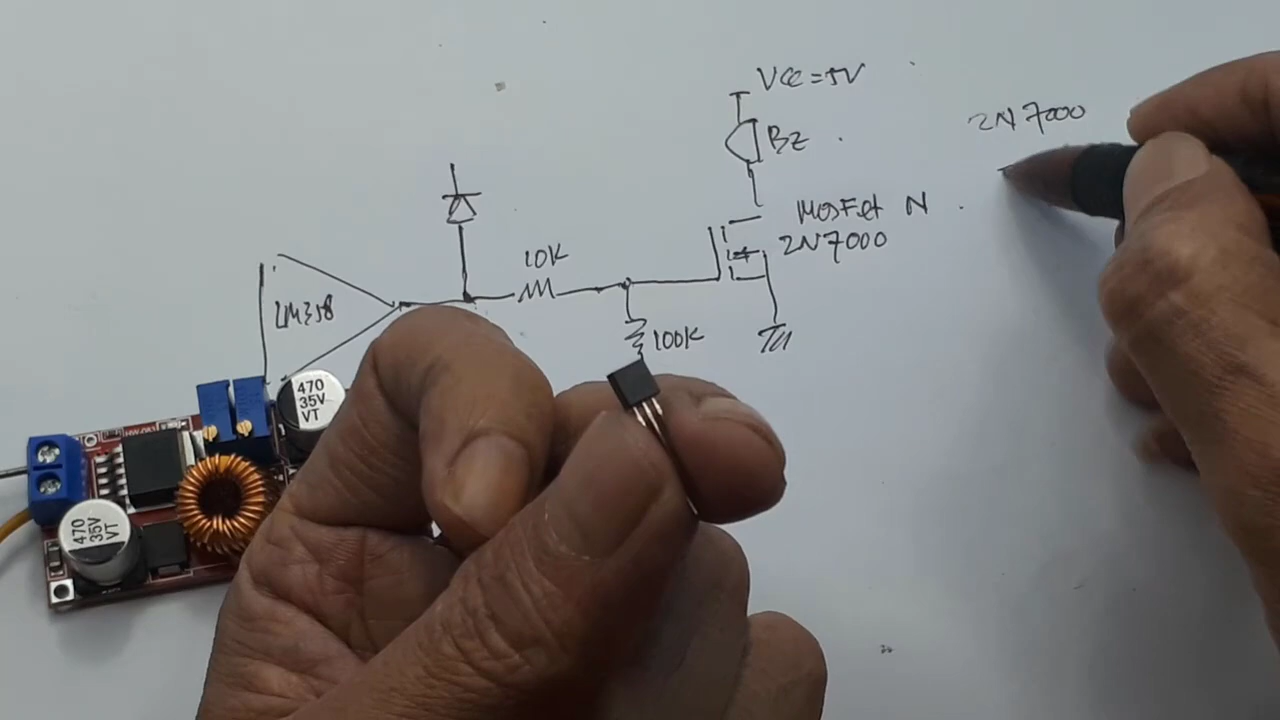 VCC=5V
BZ
2N7000
MosFet N
2N7000
10K
LM358
100K
470
35V
VT
470
35V
VT